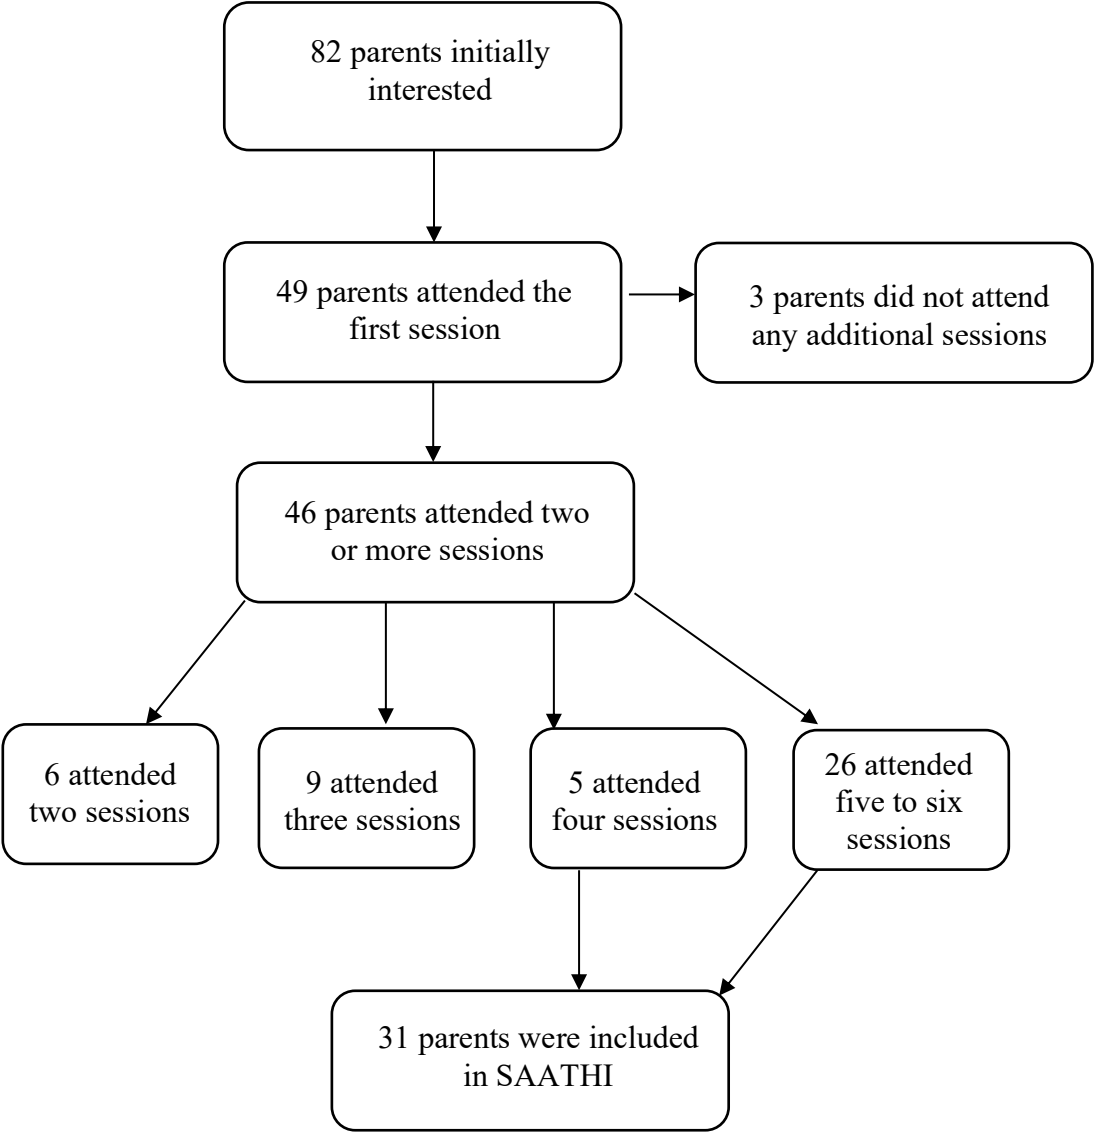 82 parents initially
interested
49 parents attended the
first session
3 parents did not attend
any additional sessions
46 parents attended two
or more sessions
6 attended
two sessions
9 attended
three sessions
5 attended
four sessions
26 attended
five to six
sessions
31 parents were included
in SAATHI